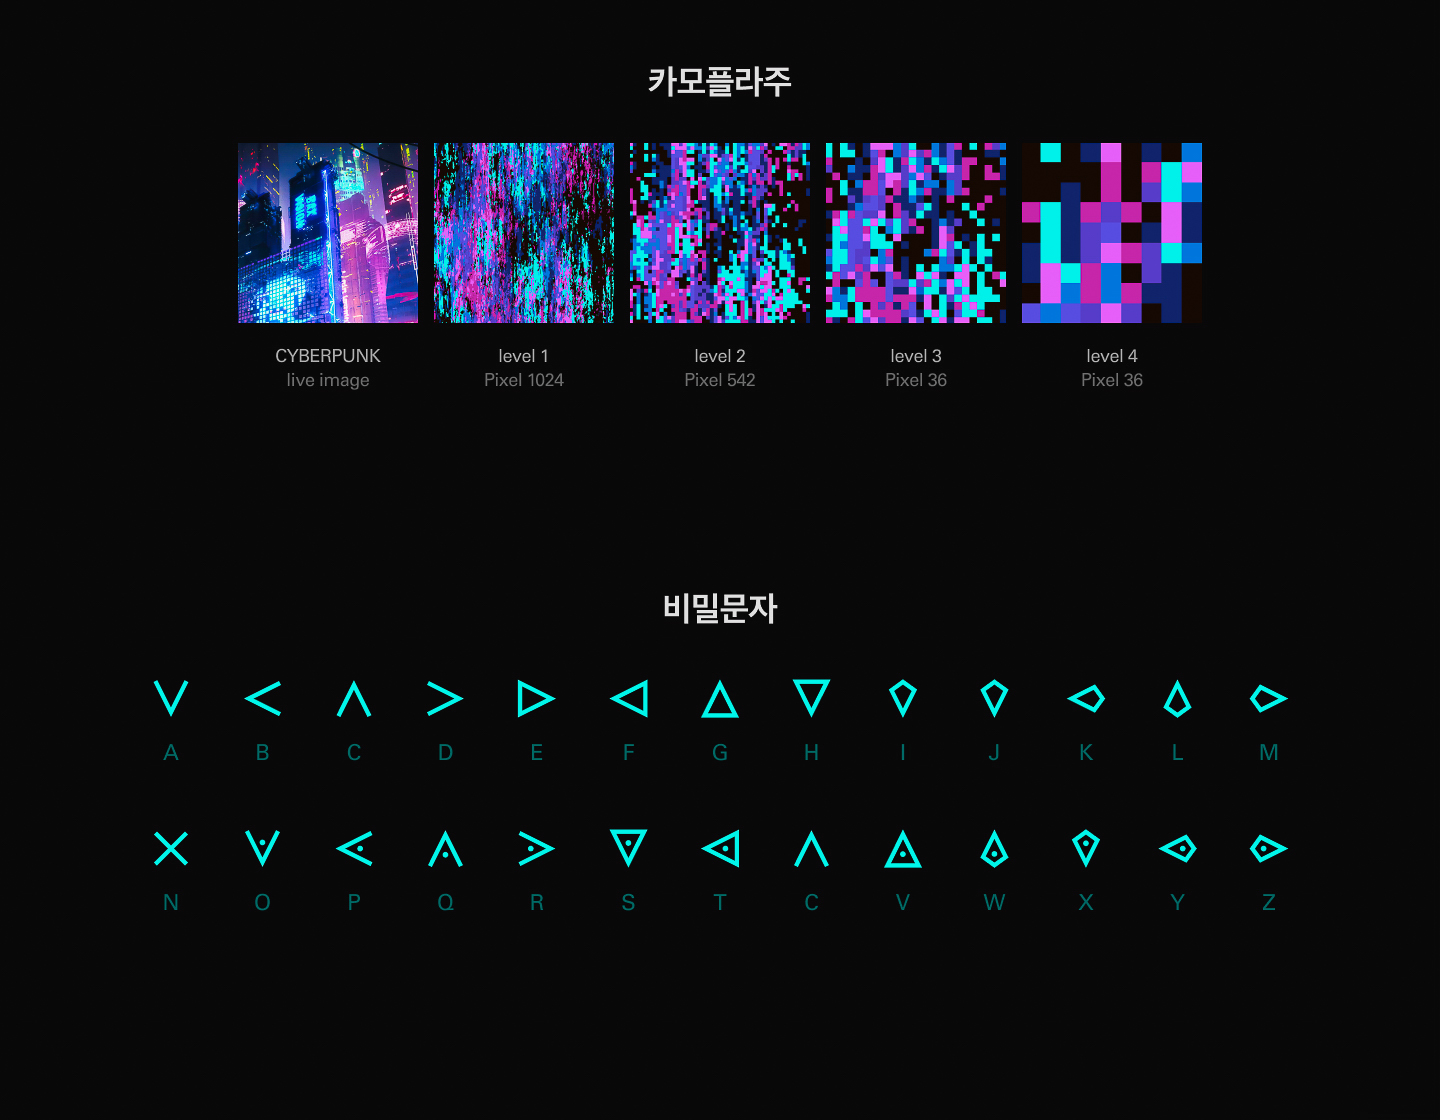 카모플라주
CYBERPUNK
live image
level 1
Pixel 1024
level 2
Pixel 542
level 3
Pixel 36
level 4
Pixel 36
비밀문자
A B C D E F G H I J K L M
N O P Q R S T C V W X Y Z